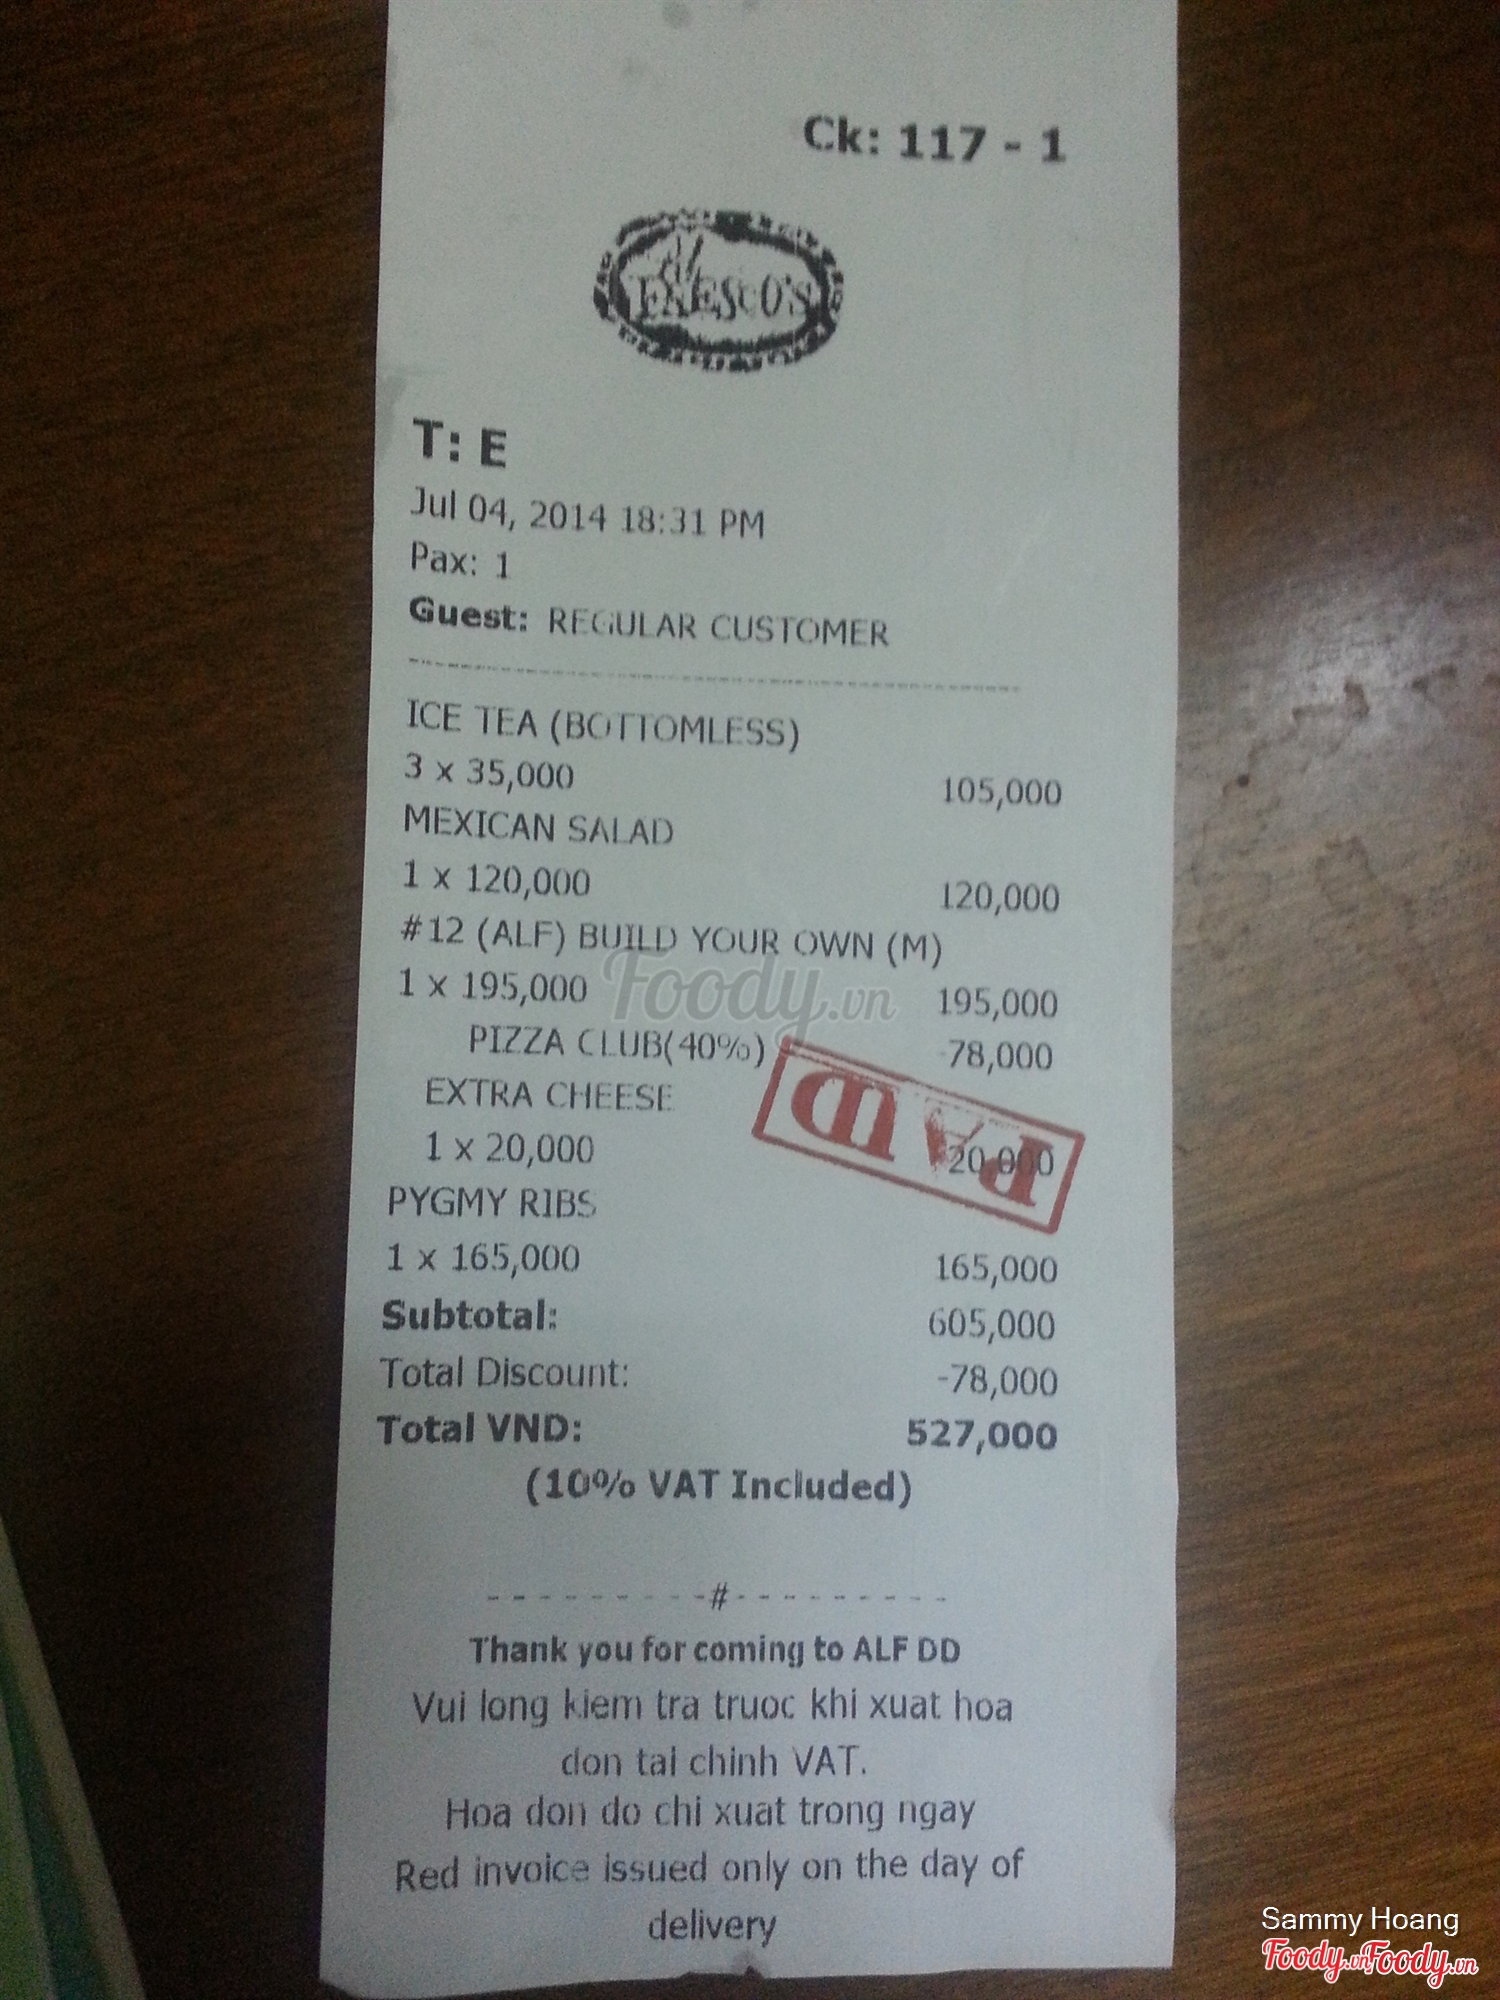 Ck: 117 - 1
Al
FRESCO'S
T: E
Jul 04, 2014 18:31 PM
Pax: 1
Guest: REGULAR CUSTOMER
ICE TEA (BOTTOMLESS)
3 x 35,000 105,000
MEXICAN SALAD
1 x 120,000 120,000
#12 (ALF) BUILD YOUR OWN (M)
1 x 195,000 195,000
PIZZA CLUB(40%) -78,000
EXTRA CHEESE
1 x 20,000 20,000
PAID
PYGMY RIBS
1 x 165,000 165,000
Subtotal: 605,000
Total Discount: -78,000
Total VND: 527,000
(10% VAT Included)
- - - - - - - - -#- - - - - - - - -
Thank you for coming to ALF DD
Vui long kiem tra truoc khi xuat hoa
don tai chinh VAT.
Hoa don do chi xuat trong ngay
Red invoice issued only on the day of
delivery
Foody.vn
Sammy Hoang
Foody.vnFoody.vn